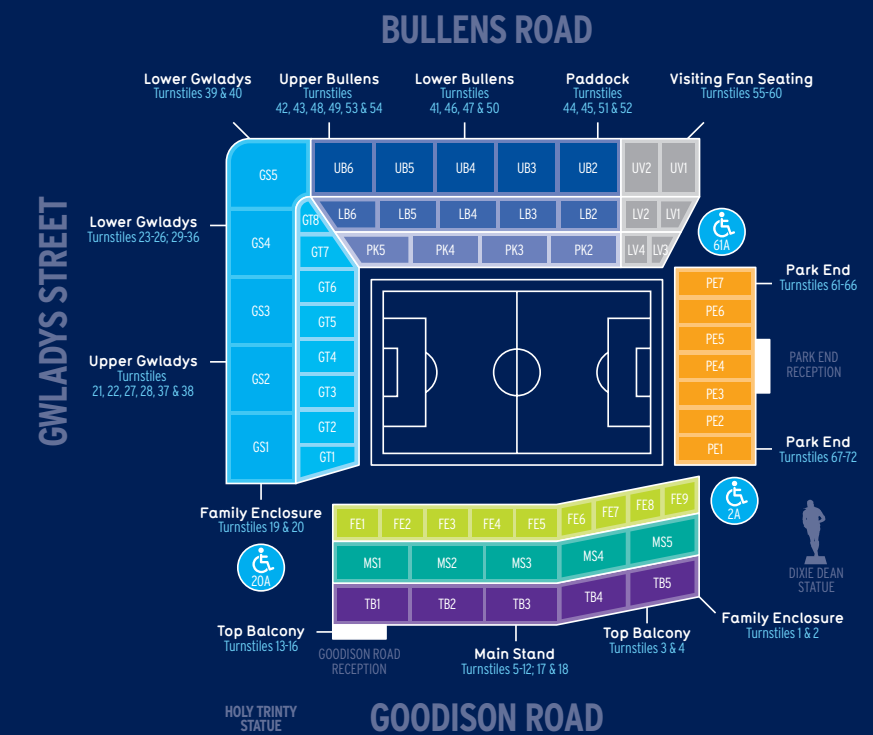 BULLENS ROAD
Lower Gwladys
Turnstiles 39 & 40
Upper Bullens
Turnstiles
42, 43, 48, 49, 53 & 54
Lower Bullens
Turnstiles
41, 46, 47 & 50
Paddock
Turnstiles
44, 45, 51 & 52
Visiting Fan Seating
Turnstiles 55-60
GWLADYS STREET
GS5
UB6
UB5
UB4
UB3
UB2
UV2
UV1
GT8
LB6
LB5
LB4
LB3
LB2
LV2
LV1
Lower Gwladys
Turnstiles 23-26; 29-36
GS4
GT7
PK5
PK4
PK3
PK2
LV4
LV3
61A
Park End
Turnstiles 61-66
GS3
GT6
GT5
PE7
PE6
PE5
Upper Gwladys
Turnstiles
21, 22, 27, 28, 37 & 38
GS2
GT4
GT3
PE4
PE3
PARK END
RECEPTION
GS1
GT2
GT1
PE2
PE1
Park End
Turnstiles 67-72
Family Enclosure
Turnstiles 19 & 20
20A
FE1
FE2
FE3
FE4
FE5
FE6
FE7
FE8
FE9
2A
MS1
MS2
MS3
MS4
MS5
DIXIE DEAN
STATUE
TB1
TB2
TB3
TB4
TB5
Family Enclosure
Turnstiles 1 & 2
Top Balcony
Turnstiles 13-16
GOODISON ROAD
RECEPTION
Main Stand
Turnstiles 5-12; 17 & 18
Top Balcony
Turnstiles 3 & 4
HOLY TRINTY
STATUE
GOODISON ROAD